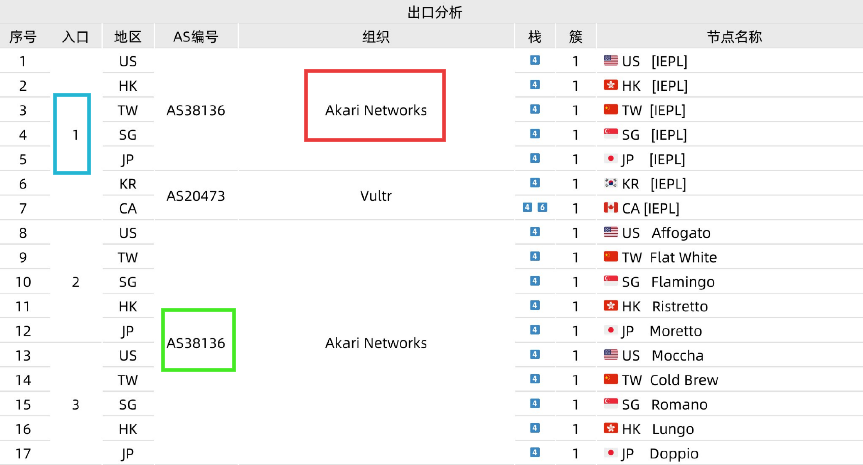 出口分析
序号 入口 地区 AS编号 组织 栈 簇 节点名称
1 US 4 1 US [IEPL]
2 HK 4 1 HK [IEPL]
3 TW AS38136 Akari Networks 4 1 TW [IEPL]
4 1 SG 4 1 SG [IEPL]
5 JP 4 1 JP [IEPL]
6 KR AS20473 Vultr 4 1 KR [IEPL]
7 CA 4 6 1 CA [IEPL]
8 US 4 1 US Affogato
9 TW 4 1 TW Flat White
10 2 SG 4 1 SG Flamingo
11 HK 4 1 HK Ristretto
12 JP AS38136 Akari Networks 4 1 JP Moretto
13 US 4 1 US Moccha
14 TW 4 1 TW Cold Brew
15 3 SG 4 1 SG Romano
16 HK 4 1 HK Lungo
17 JP 4 1 JP Doppio